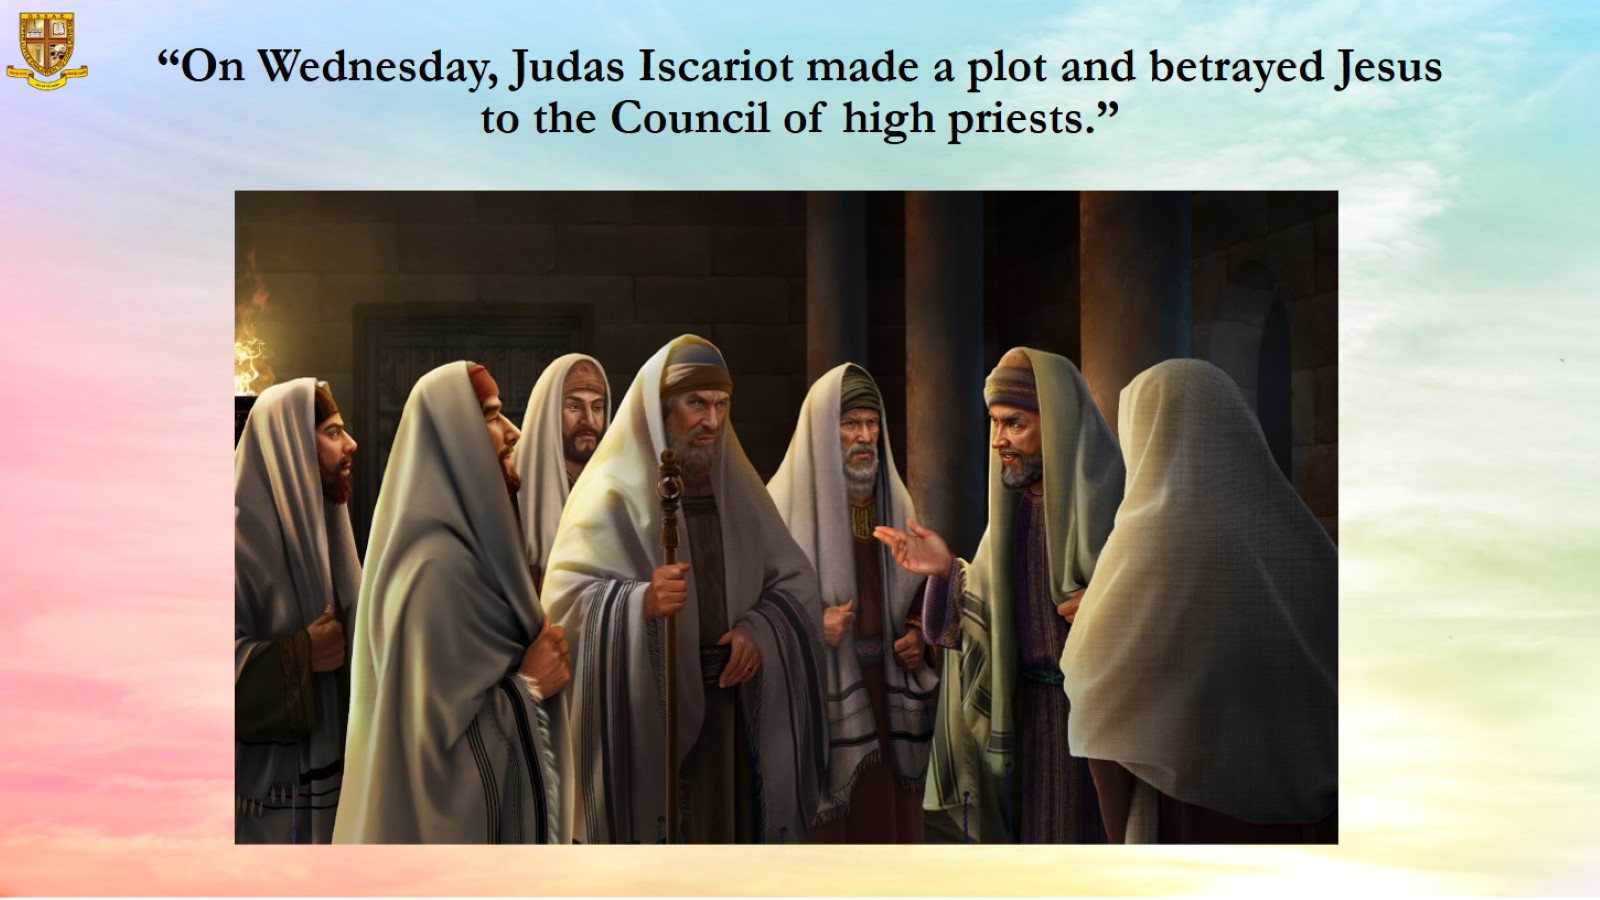 “On Wednesday, Judas Iscariot made a plot and betrayed Jesus
to the Council of high priests.”